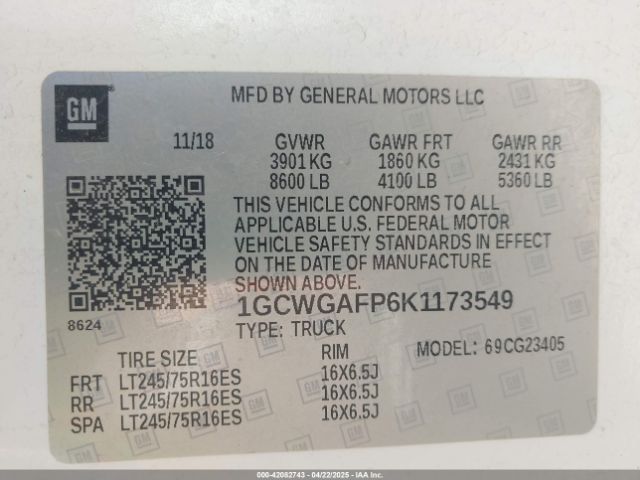 GM
MFD BY GENERAL MOTORS LLC
11/18 GVWR GAWR FRT GAWR RR
3901 KG 1860 KG 2431 KG
8600 LB 4100 LB 5360 LB
THIS VEHICLE CONFORMS TO ALL
APPLICABLE U.S. FEDERAL MOTOR
VEHICLE SAFETY STANDARDS IN EFFECT
ON THE DATE OF MANUFACTURE
SHOWN ABOVE.
1GCWGAFP6K1173549
8624
TYPE: TRUCK
TIRE SIZE RIM MODEL: 69CG23405
FRT LT245/75R16ES 16X6.5J
RR LT245/75R16ES 16X6.5J
SPA LT245/75R16ES 16X6.5J
000-42082743 - 04/22/2025 - IAA, Inc.